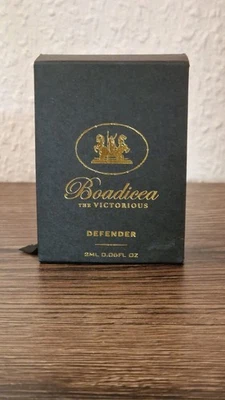 Boadicea
THE VICTORIOUS
DEFENDER
2ML 0.06FL OZ